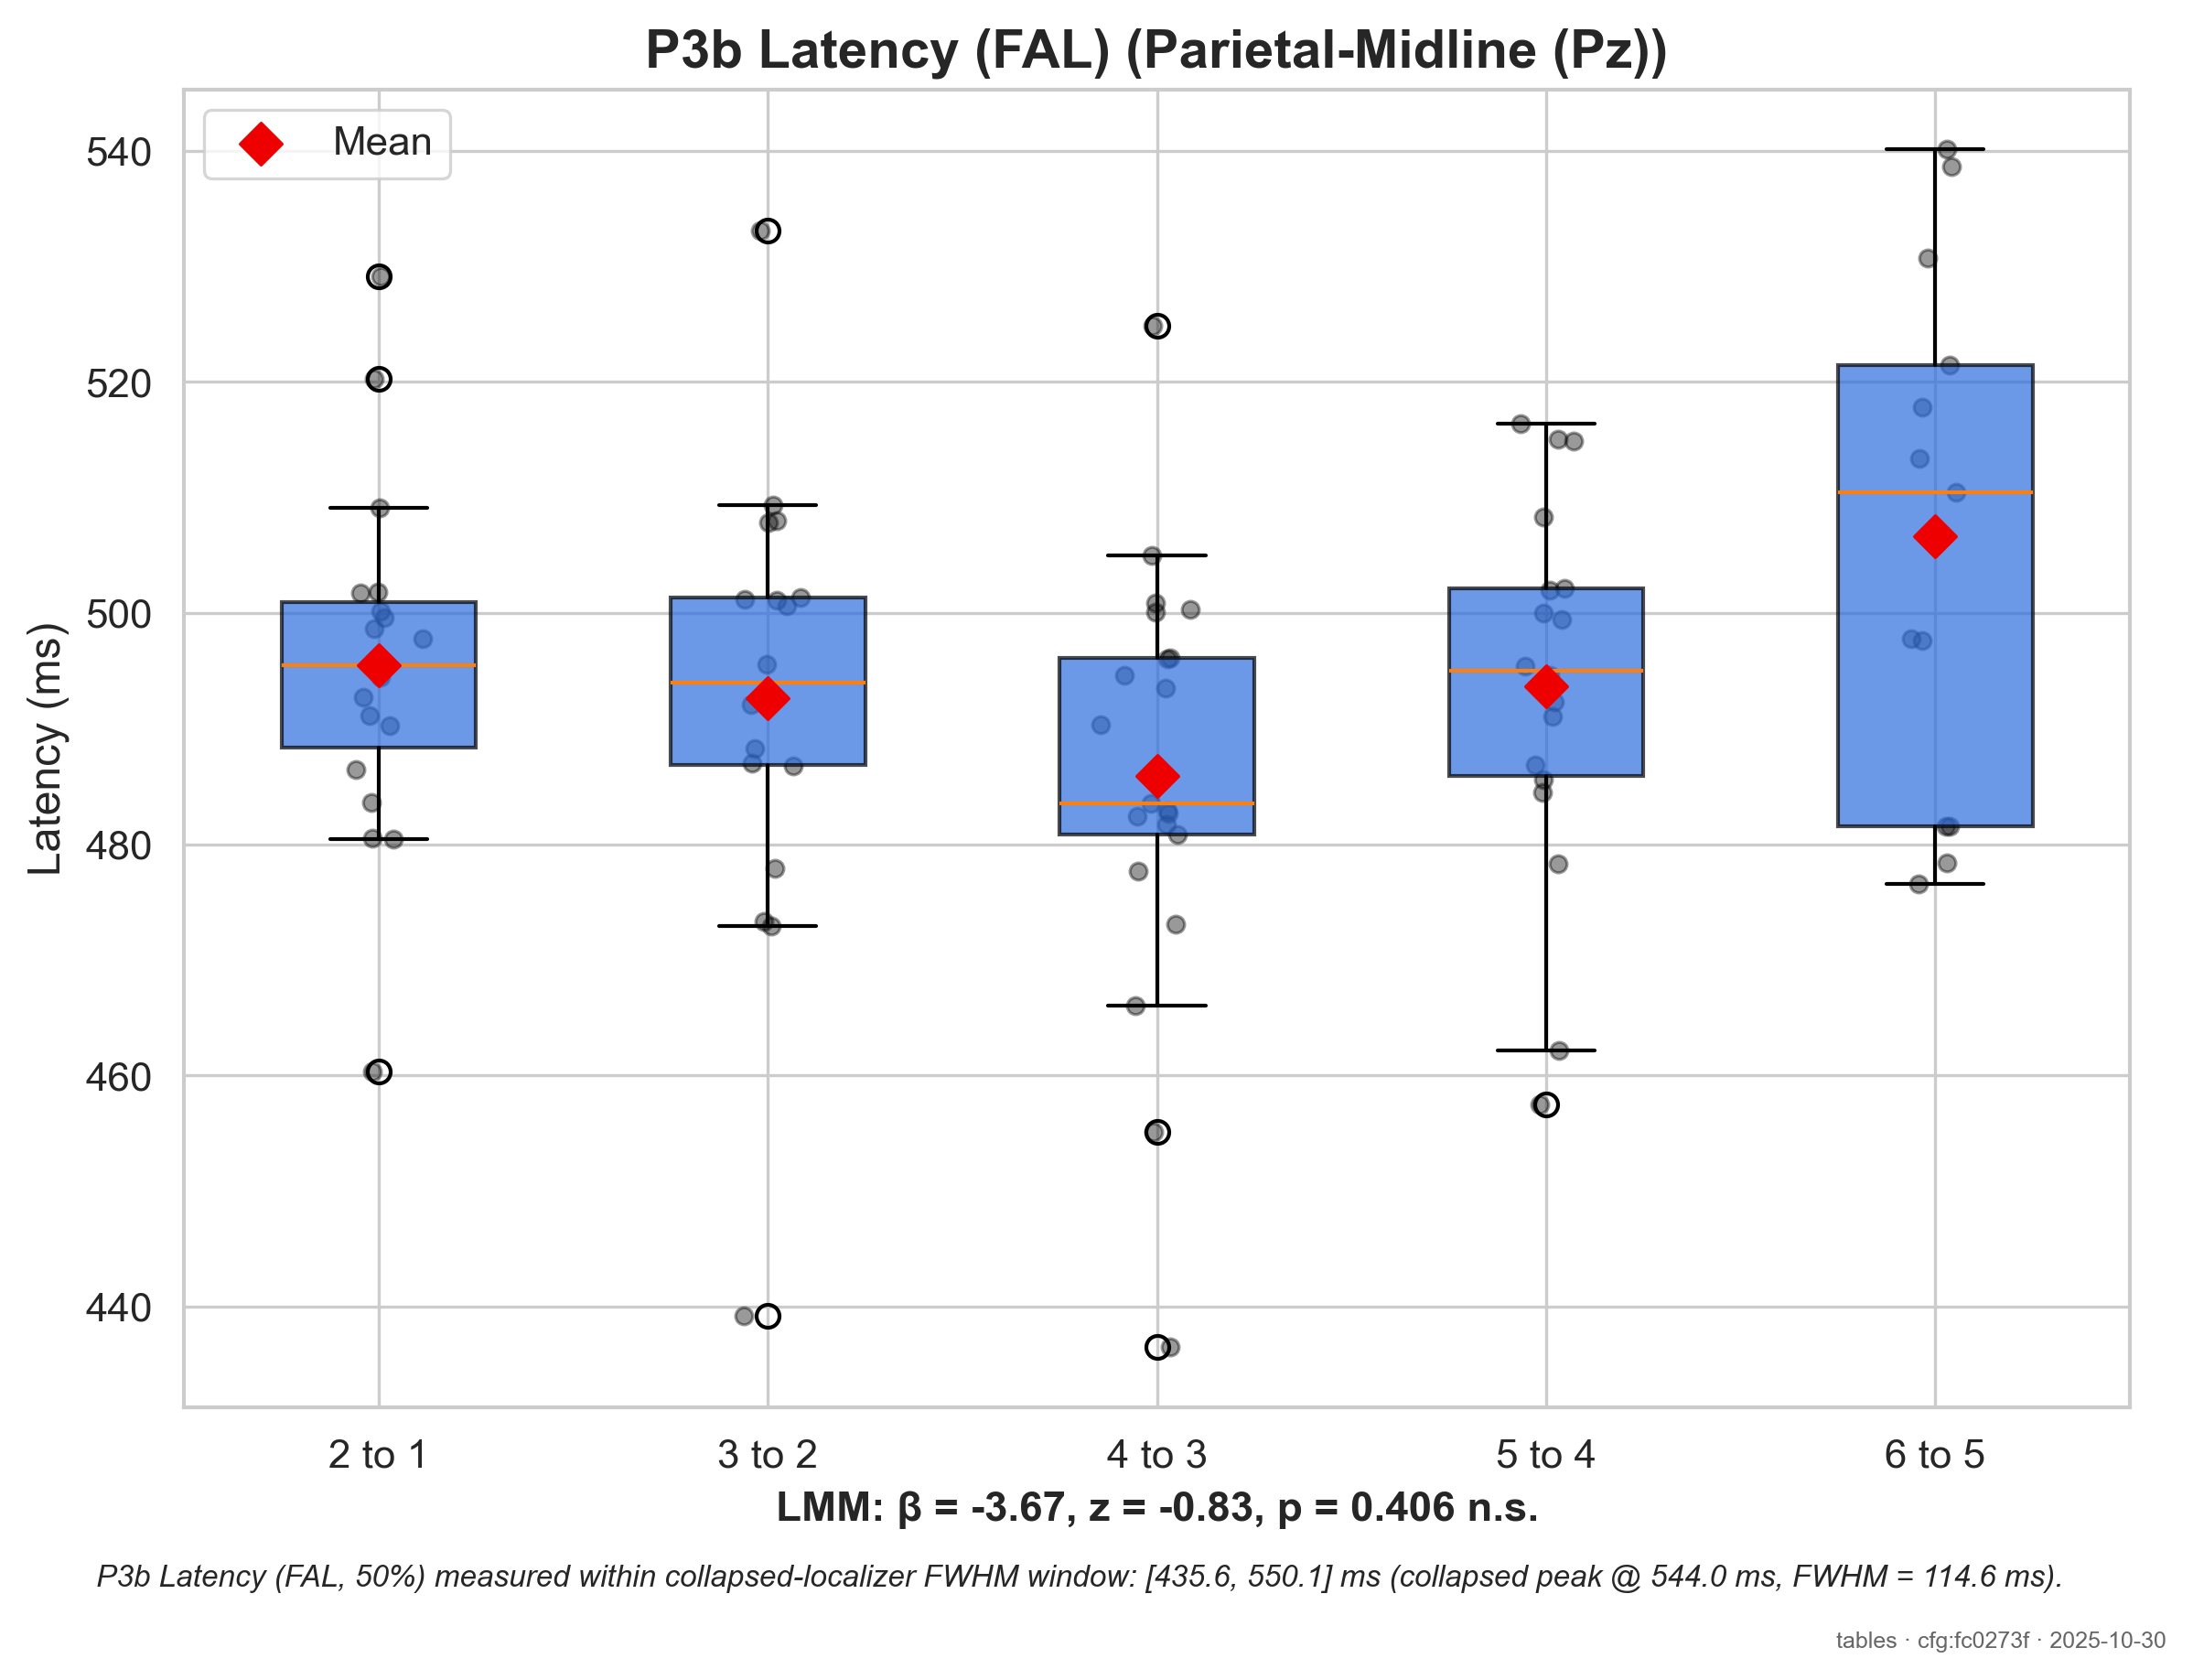 P3b Latency (FAL) (Parietal-Midline (Pz))
Mean
540
520
500
480
460
440
Latency (ms)
2 to 1
3 to 2
4 to 3
5 to 4
6 to 5
LMM: β = -3.67, z = -0.83, p = 0.406 n.s.
P3b Latency (FAL, 50%) measured within collapsed-localizer FWHM window: [435.6, 550.1] ms (collapsed peak @ 544.0 ms, FWHM = 114.6 ms).
tables · cfg:fc0273f · 2025-10-30